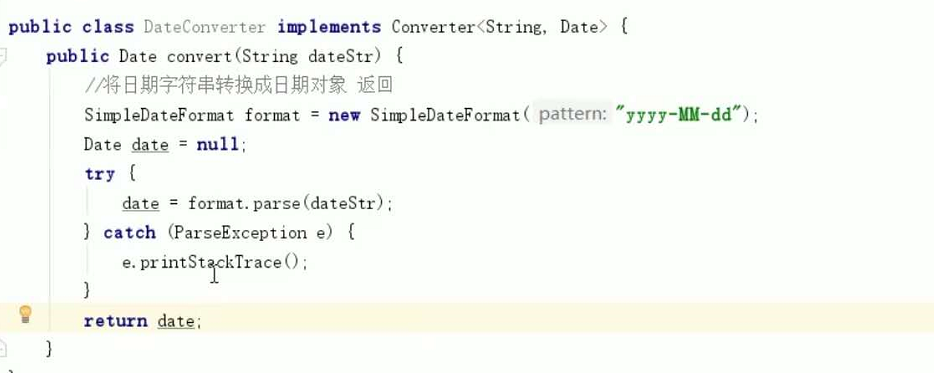 public class DateConverter implements Converter<String, Date> {
public Date convert(String dateStr) {
//将日期字符串转换成日期对象 返回
SimpleDateFormat format = new SimpleDateFormat( pattern: "yyyy-MM-dd");
Date date = null;
try {
date = format.parse(dateStr);
} catch (ParseException e) {
e.printStackTrace();
}
return date;
}